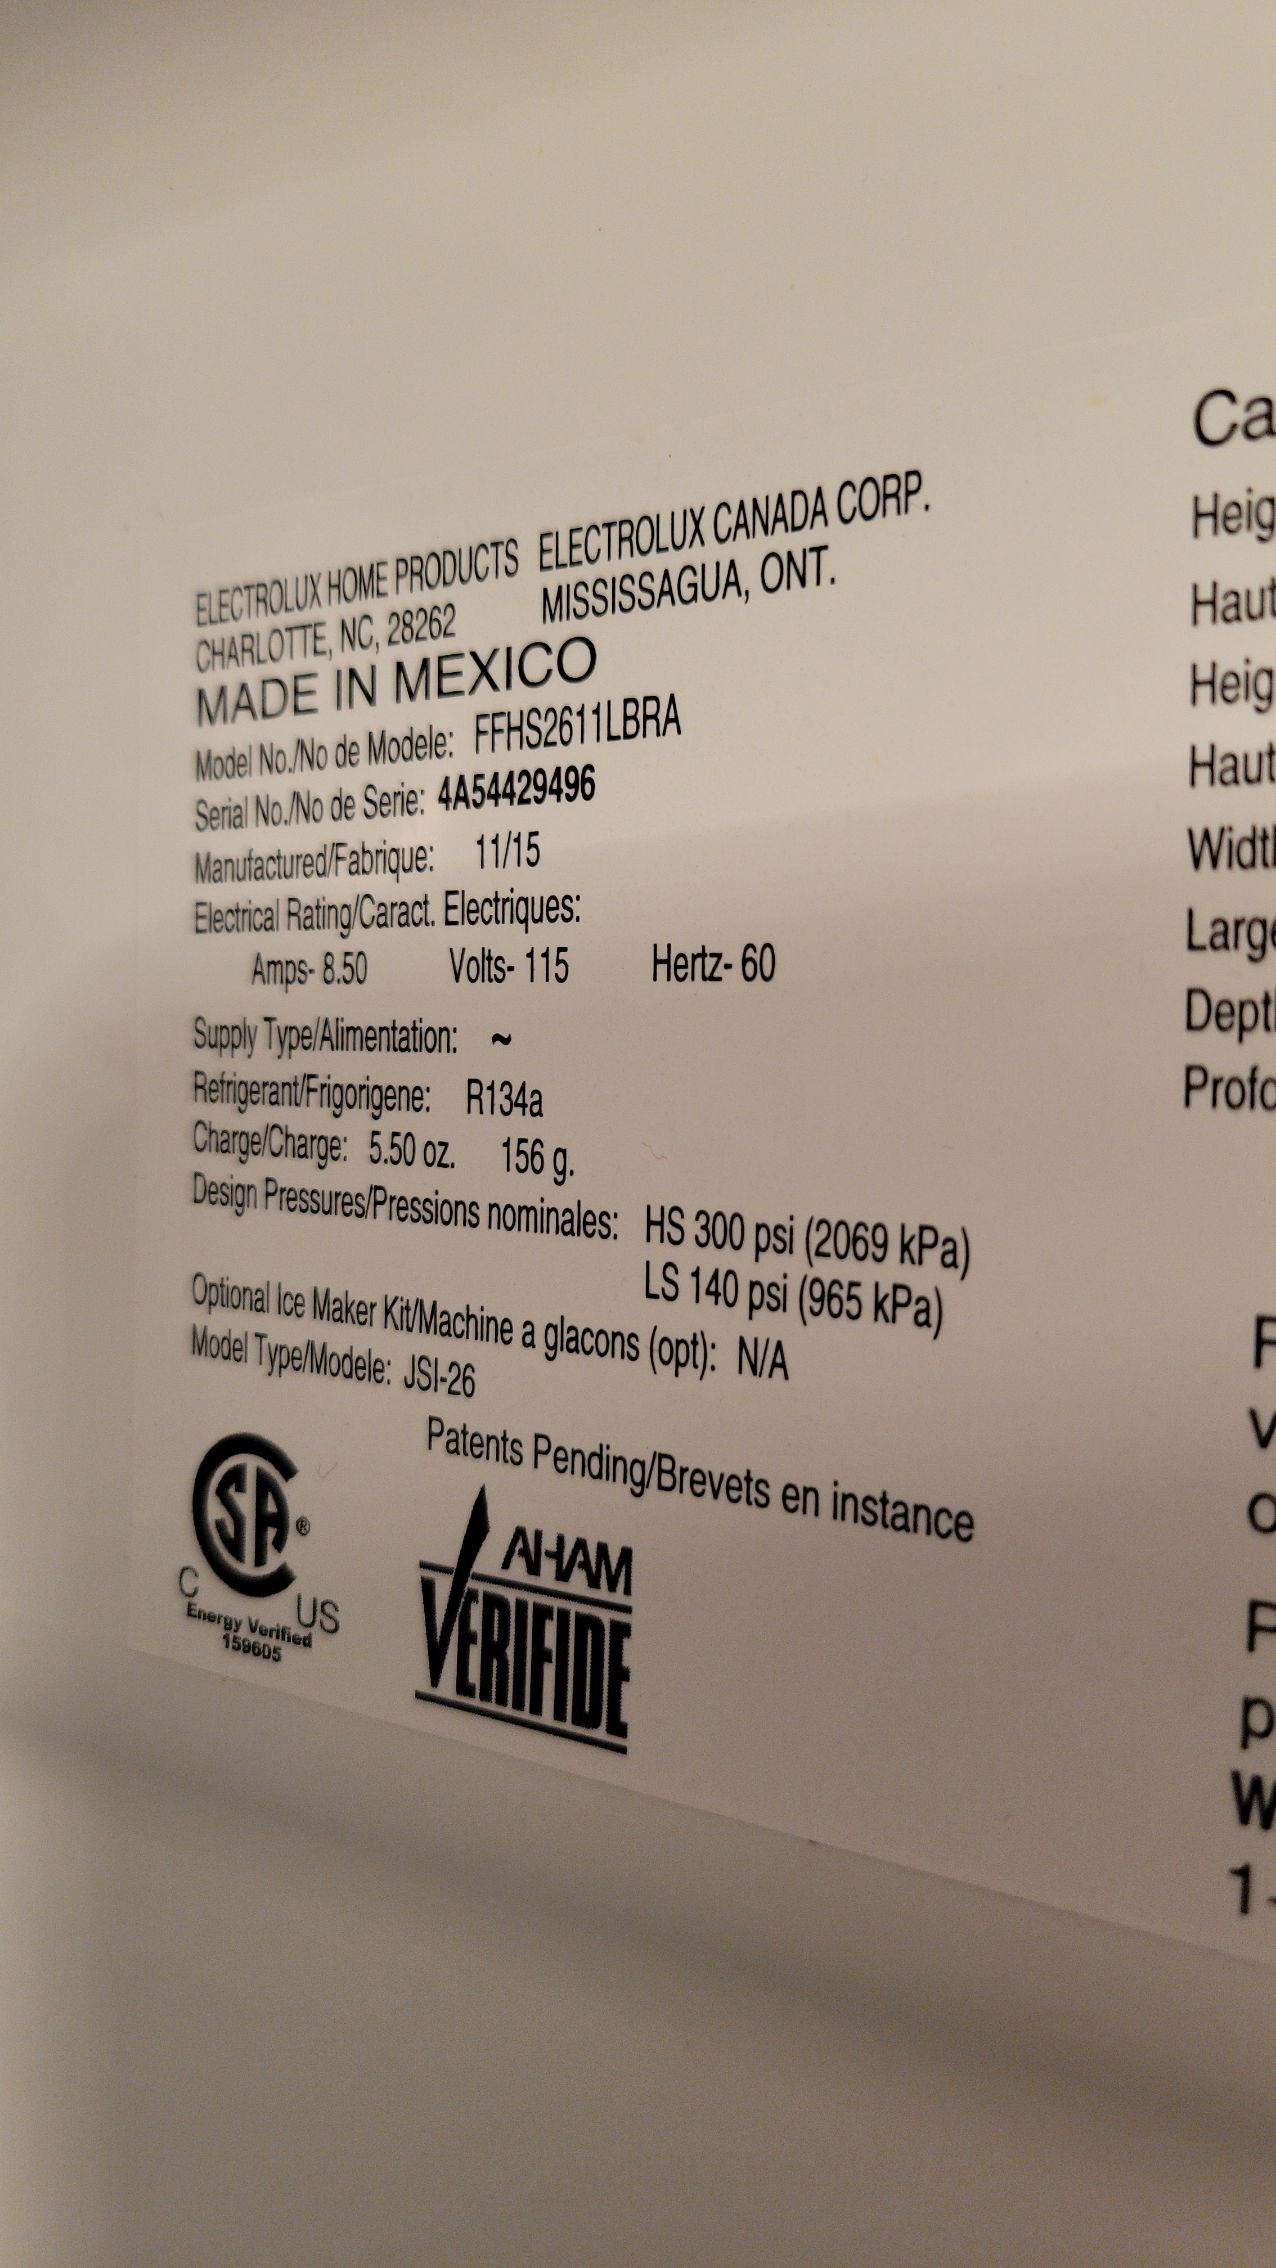 ELECTROLUX HOME PRODUCTS ELECTROLUX CANADA CORP.
CHARLOTTE, NC, 28262 MISSISSAGUA, ONT.
MADE IN MEXICO
Model No./No de Modele: FFHS2611LBRA
Serial No./No de Serie: 4A54429496
Manufactured/Fabrique: 11/15
Electrical Rating/Caract. Electriques:
Amps- 8.50 Volts- 115 Hertz- 60
Supply Type/Alimentation: ~
Refrigerant/Frigorigene: R134a
Charge/Charge: 5.50 oz. 156 g.
Design Pressures/Pressions nominales: HS 300 psi (2069 kPa)
LS 140 psi (965 kPa)
Optional Ice Maker Kit/Machine a glacons (opt): N/A
Model Type/Modele: JSI-26
Patents Pending/Brevets en instance
CSA®
C US
Energy Verified
159605
AHAM
VERIFIDE
Ca
Heig
Haut
Heig
Haut
Widt
Large
Dept
Profo